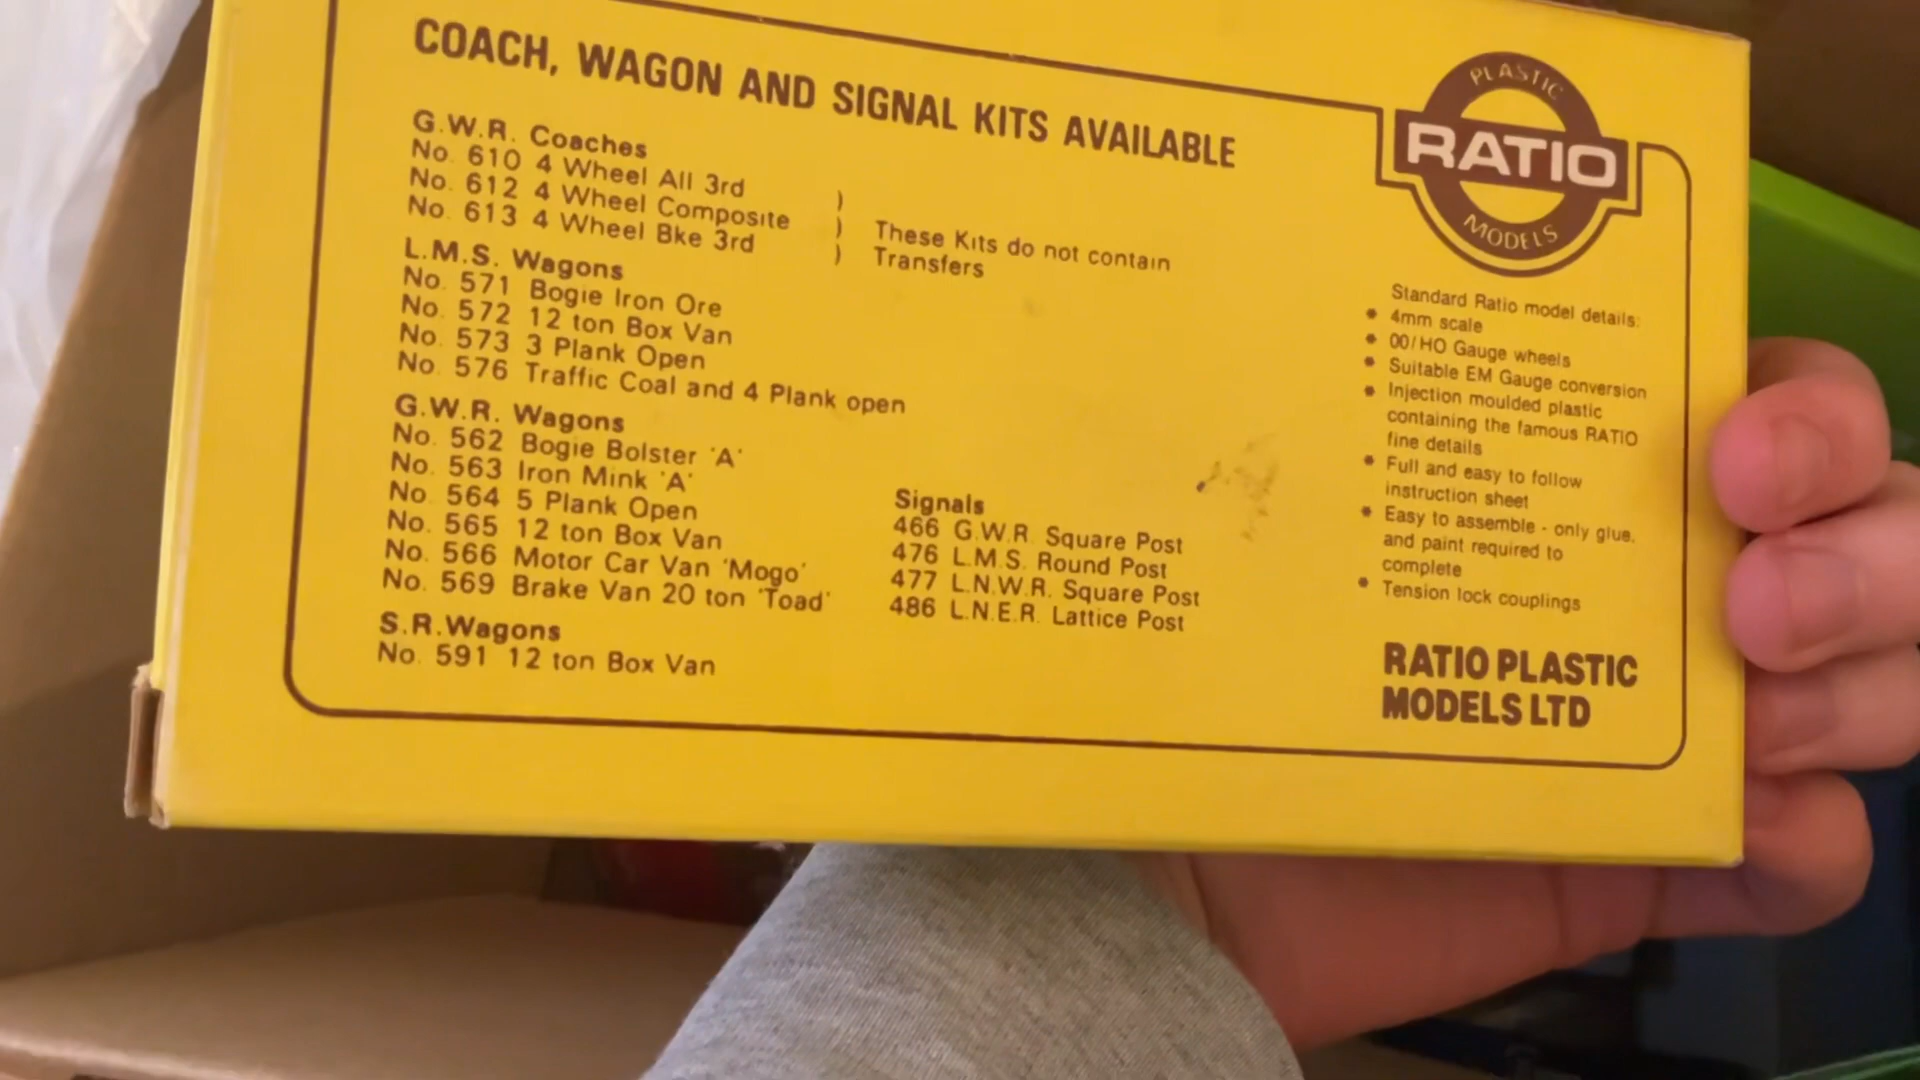 COACH, WAGON AND SIGNAL KITS AVAILABLE
G.W.R. Coaches
No. 610 4 Wheel All 3rd )
No. 612 4 Wheel Composite )
No. 613 4 Wheel Bke 3rd )
These Kits do not contain
Transfers
L.M.S. Wagons
No. 571 Bogie Iron Ore
No. 572 12 ton Box Van
No. 573 3 Plank Open
No. 576 Traffic Coal and 4 Plank open
G.W.R. Wagons
No. 562 Bogie Bolster 'A'
No. 563 Iron Mink 'A'
No. 564 5 Plank Open
No. 565 12 ton Box Van
No. 566 Motor Car Van 'Mogo'
No. 569 Brake Van 20 ton 'Toad'
S.R.Wagons
No. 591 12 ton Box Van
Signals
466 G.W.R. Square Post
476 L.M.S. Round Post
477 L.N.W.R. Square Post
486 L.N.E.R. Lattice Post
PLASTIC
RATIO
MODELS
Standard Ratio model details:
* 4mm scale
* 00/HO Gauge wheels
* Suitable EM Gauge conversion
* Injection moulded plastic
containing the famous RATIO
fine details
* Full and easy to follow
instruction sheet
* Easy to assemble - only glue,
and paint required to
complete
* Tension lock couplings
RATIO PLASTIC
MODELS LTD